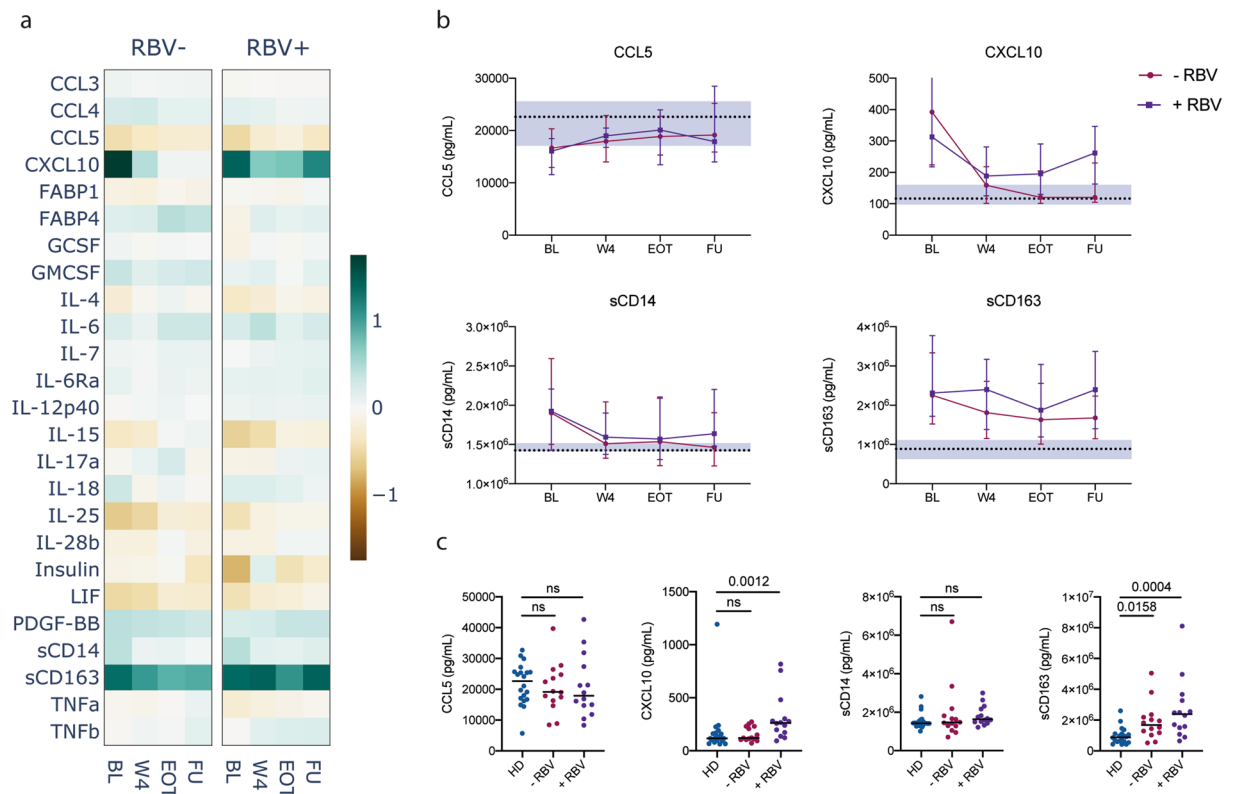 a
RBV-
RBV+
CCL3
CCL4
CCL5
CXCL10
FABP1
FABP4
GCSF
GMCSF
IL-4
IL-6
IL-7
IL-6Ra
IL-12p40
IL-15
IL-17a
IL-18
IL-25
IL-28b
Insulin
LIF
PDGF-BB
sCD14
sCD163
TNFa
TNFb
BL
W4
EOT
FU
BL
W4
EOT
FU
1
0
−1
b
CCL5
CCL5 (pg/mL)
30000
20000
10000
0
BL W4 EOT FU
CXCL10
CXCL10 (pg/mL)
500
400
300
200
100
0
BL W4 EOT FU
- RBV
+ RBV
sCD14
sCD14 (pg/mL)
3.0×10⁶
2.5×10⁶
2.0×10⁶
1.5×10⁶
1.0×10⁶
BL W4 EOT FU
sCD163
sCD163 (pg/mL)
4×10⁶
3×10⁶
2×10⁶
1×10⁶
0
BL W4 EOT FU
c
CCL5 (pg/mL)
50000
40000
30000
20000
10000
0
ns
ns
HD
- RBV
+ RBV
CXCL10 (pg/mL)
1500
1000
500
0
0.0012
ns
HD
- RBV
+ RBV
sCD14 (pg/mL)
8×10⁶
6×10⁶
4×10⁶
2×10⁶
0
ns
ns
HD
- RBV
+ RBV
sCD163 (pg/mL)
1×10⁷
8×10⁶
6×10⁶
4×10⁶
2×10⁶
0
0.0004
0.0158
HD
- RBV
+ RBV